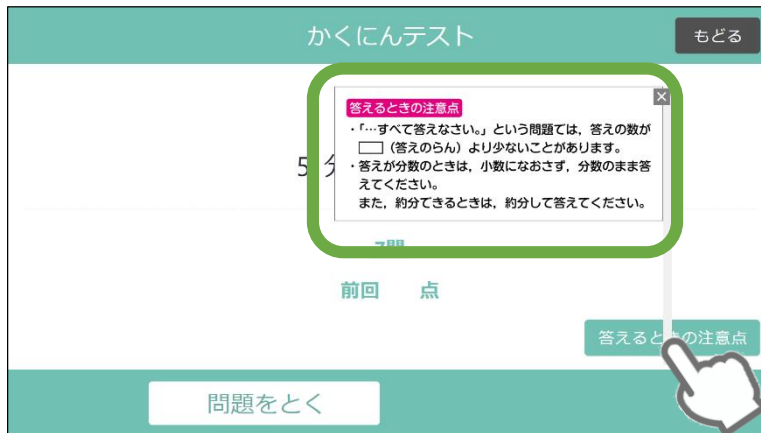 かくにんテスト
もどる
答えるときの注意点
・「…すべて答えなさい。」という問題では,答えの数が
（答えのらん）より少ないことがあります。
・答えが分数のときは,小数になおさず,分数のまま答
えてください。
また,約分できるときは,約分して答えてください。
5
前回 点
答えるときの注意点
問題をとく